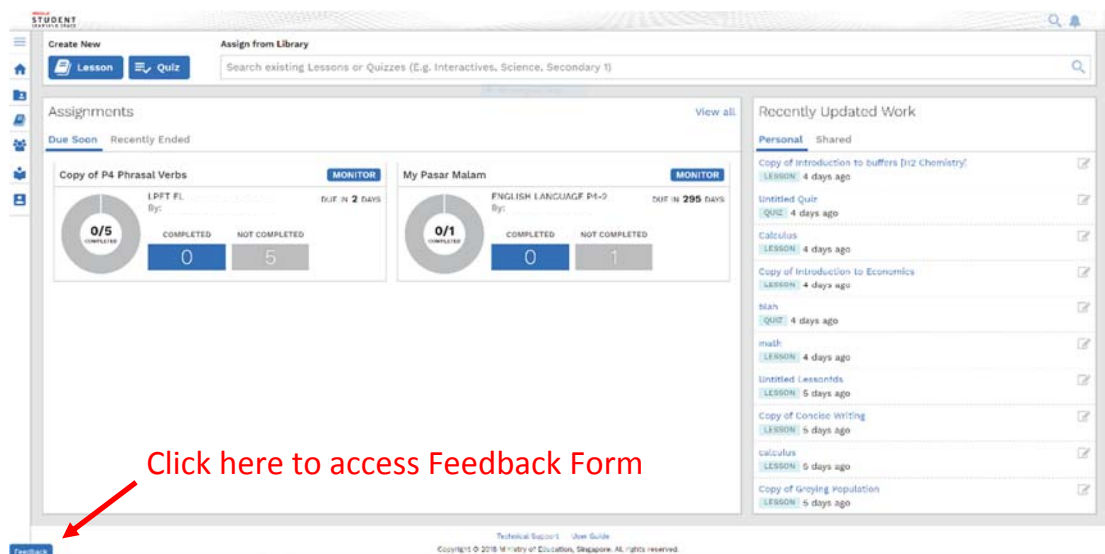 STUDENT
LEARNING SPACE
Create New
Assign from Library
Lesson
Quiz
Search existing Lessons or Quizzes (E.g. Interactives, Science, Secondary 1)
Assignments
View all
Due Soon Recently Ended
Copy of P4 Phrasal Verbs
MONITOR
LPFT EL
DUE IN 2 DAYS
By:
0/5
COMPLETED
COMPLETED
NOT COMPLETED
0
5
My Pasar Malam
MONITOR
ENGLISH LANGUAGE P4-2
DUE IN 295 DAYS
By:
0/1
COMPLETED
COMPLETED
NOT COMPLETED
0
1
Recently Updated Work
Personal Shared
Copy of Introduction to buffers [H2 Chemistry]
LESSON 4 days ago
Untitled Quiz
QUIZ 4 days ago
Calculus
LESSON 4 days ago
Copy of Introduction to Economics
LESSON 4 days ago
blah
QUIZ 4 days ago
math
LESSON 4 days ago
Untitled Lessonfds
LESSON 5 days ago
Copy of Concise Writing
LESSON 5 days ago
calculus
LESSON 5 days ago
Copy of Greying Population
LESSON 5 days ago
Click here to access Feedback Form
Feedback
Technical Support User Guide
Copyright © 2018 Ministry of Education, Singapore. All rights reserved.